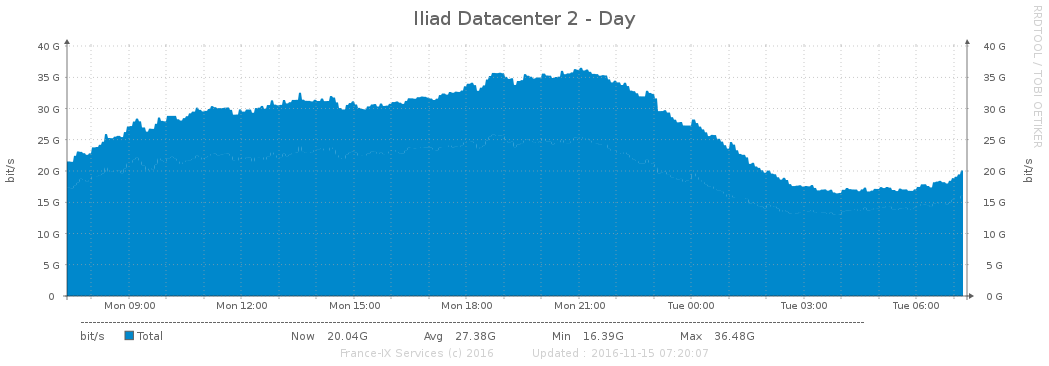 Iliad Datacenter 2 - Day
RRDTOOL / TOBI OETIKER
40 G 40 G
35 G 35 G
30 G 30 G
25 G 25 G
20 G 20 G
15 G 15 G
10 G 10 G
5 G 5 G
0 0 G
bit/s bit/s
Mon 09:00 Mon 12:00 Mon 15:00 Mon 18:00 Mon 21:00 Tue 00:00 Tue 03:00 Tue 06:00
bit/s Total Now 20.04G Avg 27.38G Min 16.39G Max 36.48G
France-IX Services (c) 2016 Updated : 2016-11-15 07:20:07